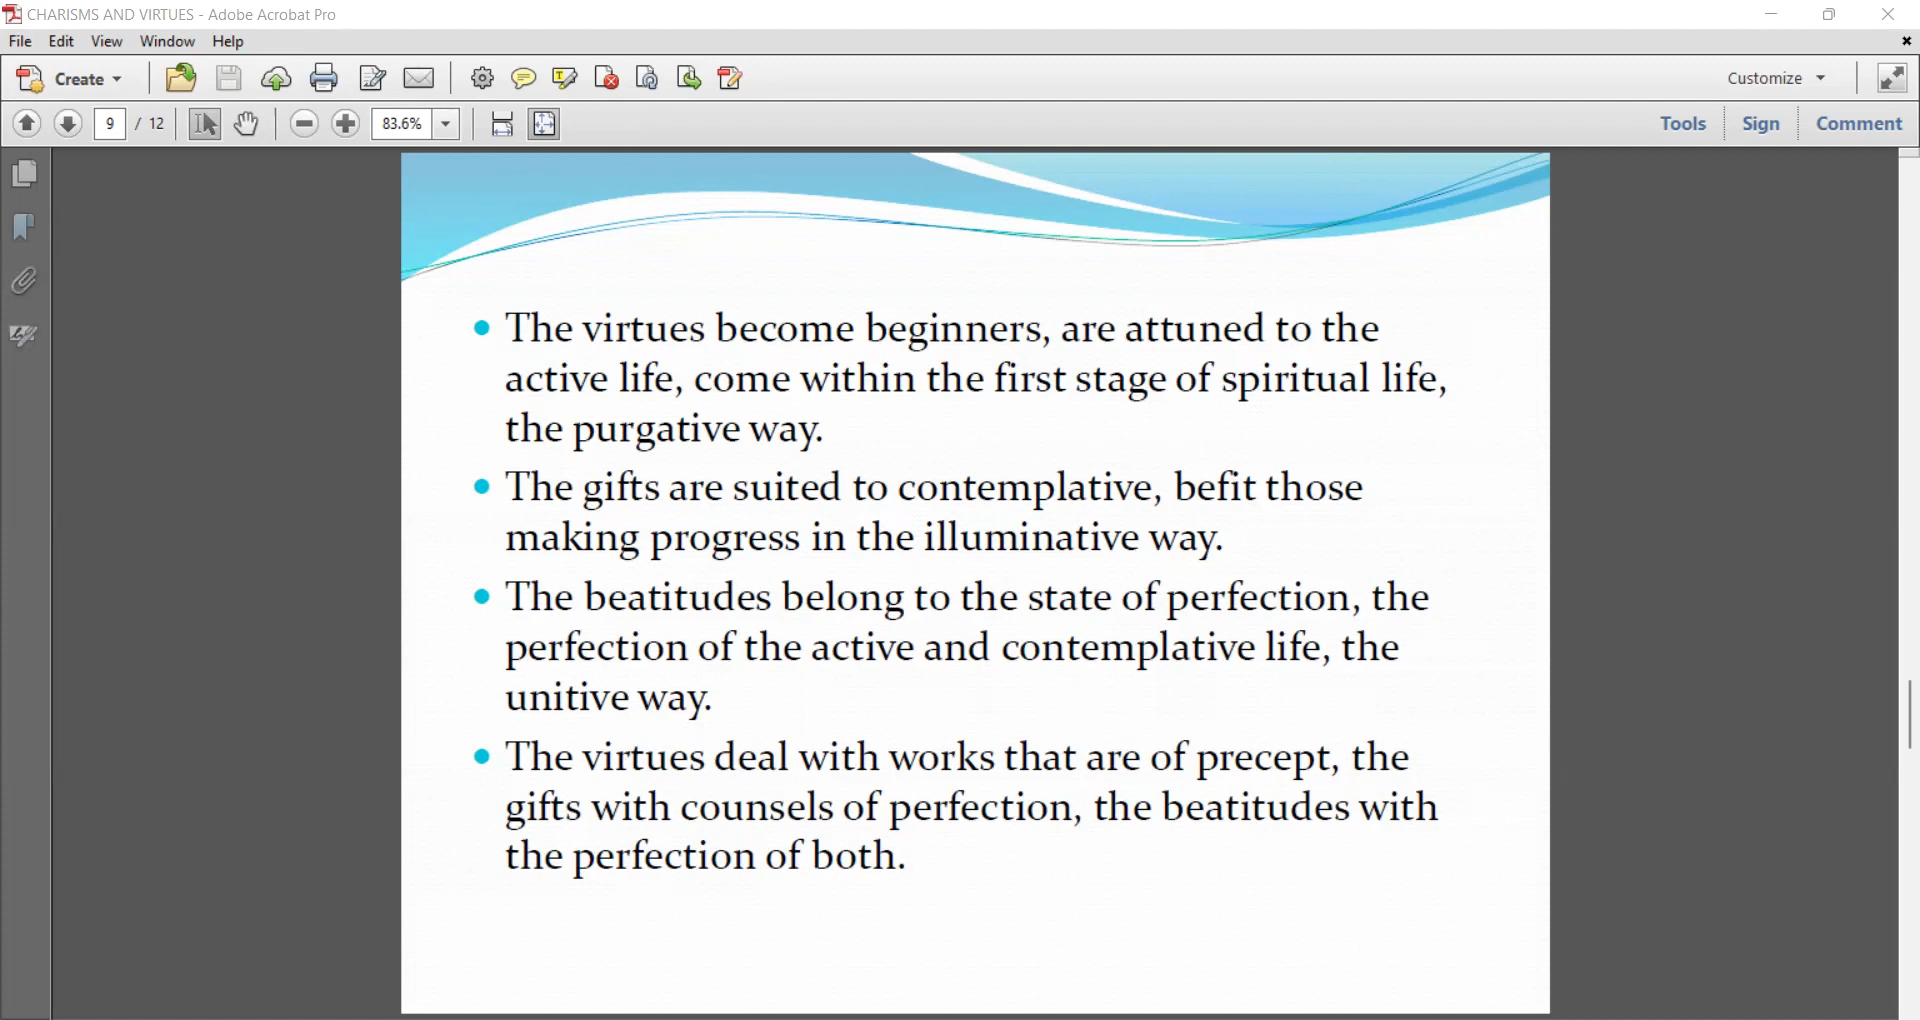 CHARISMS AND VIRTUES - Adobe Acrobat Pro
File Edit View Window Help
Create Customize
9 / 12 83.6% Tools Sign Comment
The virtues become beginners, are attuned to the
active life, come within the first stage of spiritual life,
the purgative way.
The gifts are suited to contemplative, befit those
making progress in the illuminative way.
The beatitudes belong to the state of perfection, the
perfection of the active and contemplative life, the
unitive way.
The virtues deal with works that are of precept, the
gifts with counsels of perfection, the beatitudes with
the perfection of both.